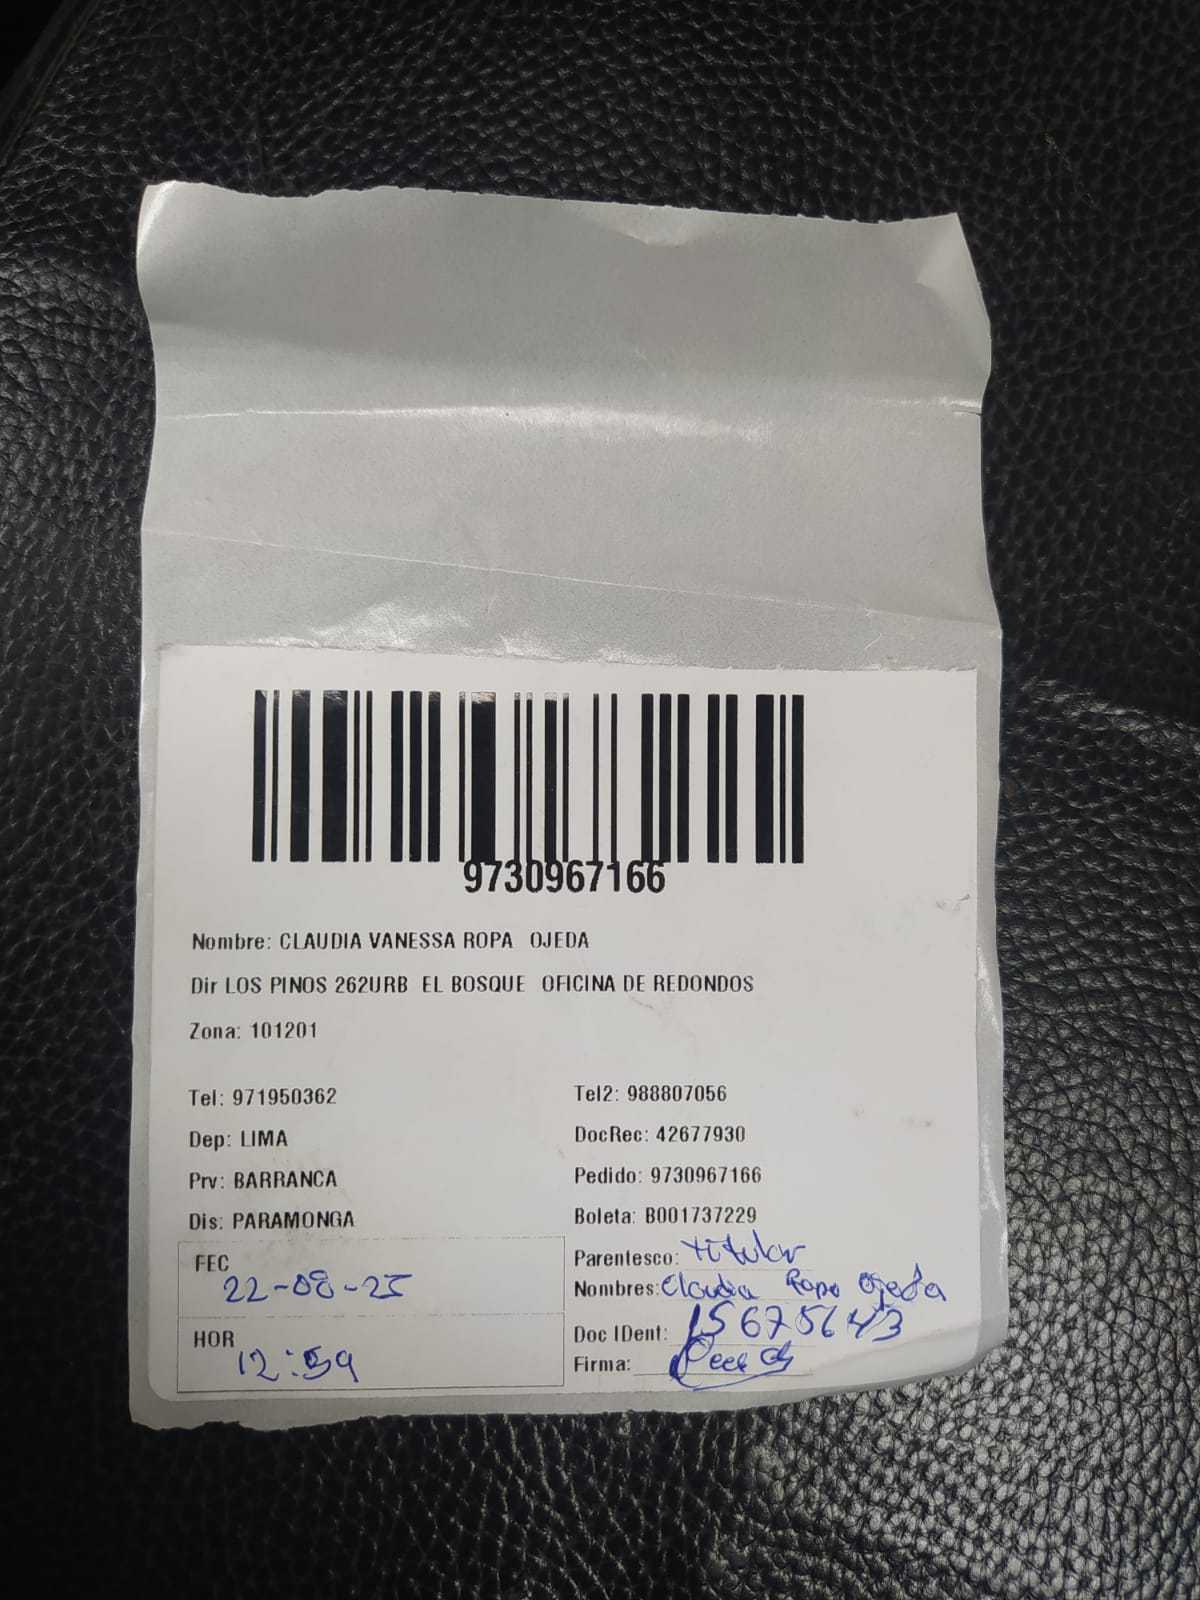 9730967166
Nombre: CLAUDIA VANESSA ROPA OJEDA
Dir LOS PINOS 262URB EL BOSQUE OFICINA DE REDONDOS
Zona: 101201
Tel: 971950362
Tel2: 988807056
Dep: LIMA
DocRec: 42677930
Prv: BARRANCA
Pedido: 9730967166
Dis: PARAMONGA
Boleta: B001737229
Parentesco: titular
FEC
22-08-25
Nombres: Claudia Ropa Ojeda
Doc IDent: 15675643
HOR
12:59
Firma: